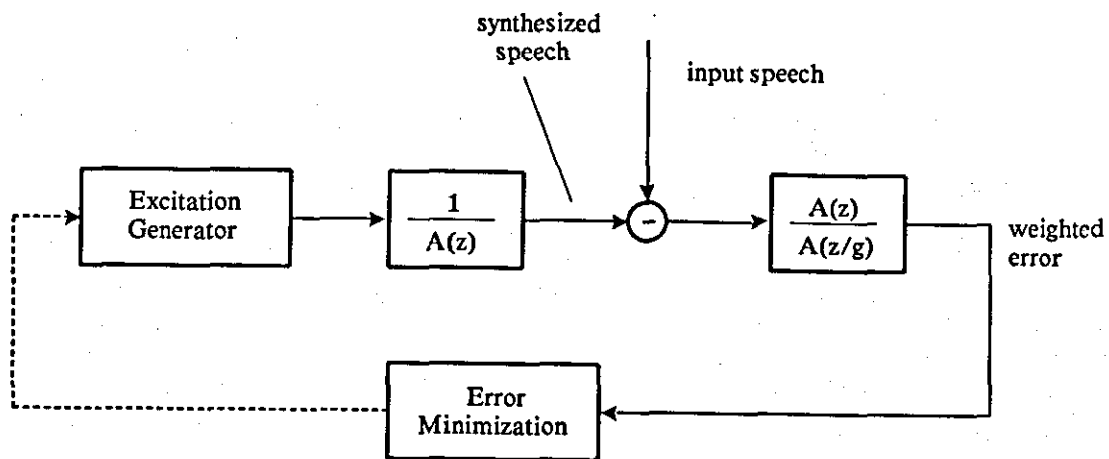 synthesized
speech
input speech
Excitation
Generator
1
A(z)
-
A(z)
A(z/g)
weighted
error
Error
Minimization